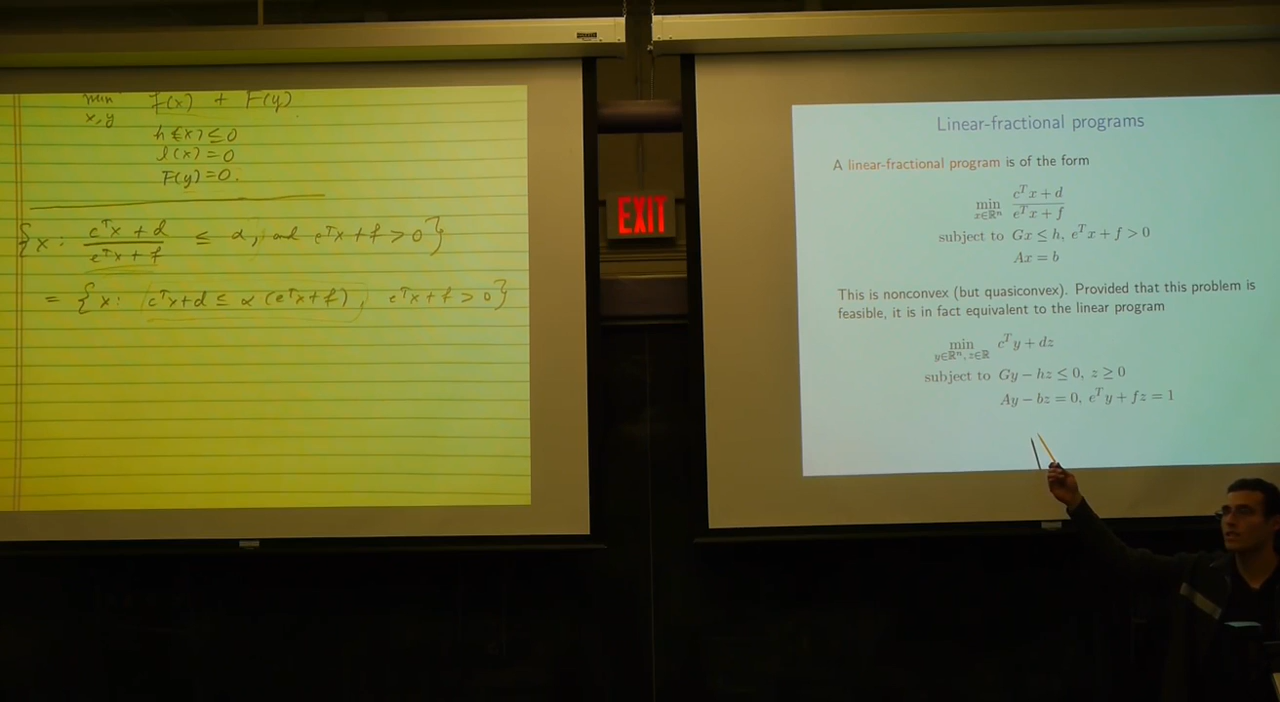 min F(x) + F(y)
x,y
h(x) ≤ 0
l(x) = 0
F(y) = 0.
{x: (cᵀx + d)/(eᵀx + f) ≤ α, and eᵀx + f > 0}
= {x: cᵀx + d ≤ α (eᵀx + f), eᵀx + f > 0}
EXIT
Linear-fractional programs
A linear-fractional program is of the form
min (cᵀx + d)/(eᵀx + f)
x∈ℝⁿ
subject to Gx ≤ h, eᵀx + f > 0
Ax = b
This is nonconvex (but quasiconvex). Provided that this problem is
feasible, it is in fact equivalent to the linear program
min cᵀy + dz
y∈ℝⁿ, z∈ℝ
subject to Gy − hz ≤ 0, z ≥ 0
Ay − bz = 0, eᵀy + fz = 1